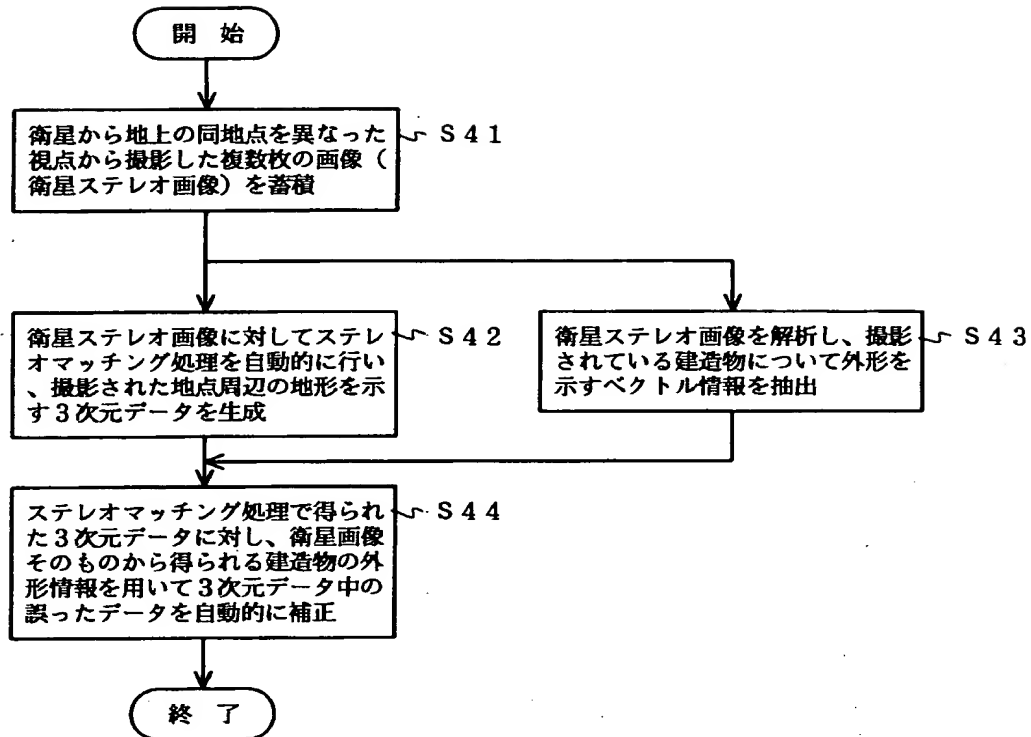 開 始
衛星から地上の同地点を異なった
視点から撮影した複数枚の画像（
衛星ステレオ画像）を蓄積
S41
衛星ステレオ画像に対してステレ
オマッチング処理を自動的に行い
、撮影された地点周辺の地形を示
す3次元データを生成
S42
衛星ステレオ画像を解析し、撮影
されている建造物について外形を
示すベクトル情報を抽出
S43
ステレオマッチング処理で得られ
た3次元データに対し、衛星画像
そのものから得られる建造物の外
形情報を用いて3次元データ中の
誤ったデータを自動的に補正
S44
終 了